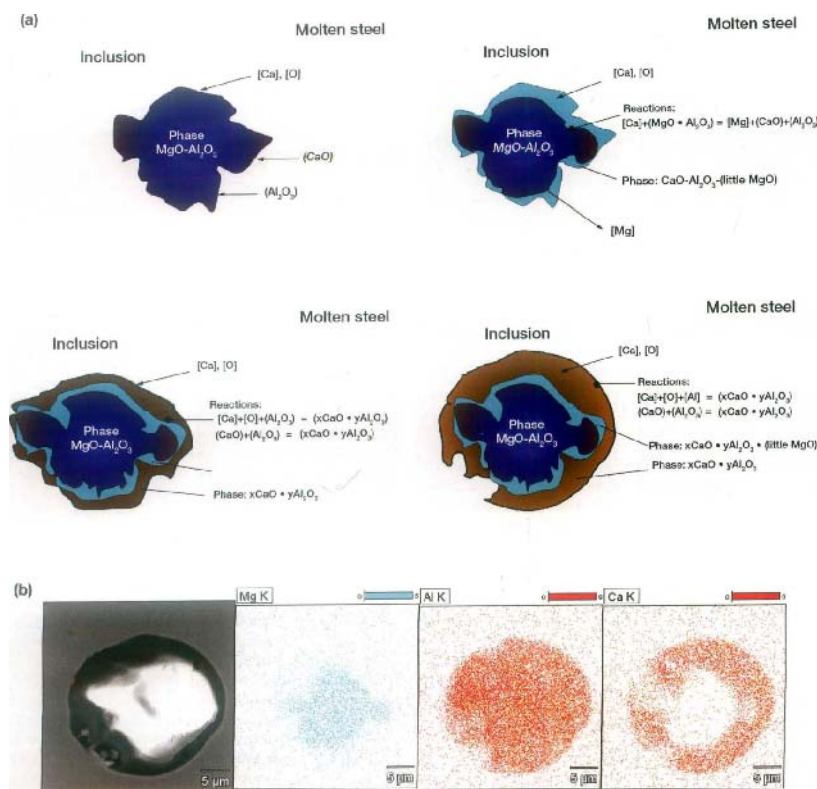 (a)
Molten steel
Inclusion
[Ca], [O]
Phase
MgO-Al₂O₃
(CaO)
(Al₂O₃)
Molten steel
Inclusion
[Ca], [O]
Reactions:
[Ca]+(MgO • Al₂O₃) = [Mg]+(CaO)+(Al₂O₃)
Phase
MgO-Al₂O₃
Phase: CaO-Al₂O₃-(little MgO)
[Mg]
Molten steel
Inclusion
[Ca], [O]
Reactions:
[Ca]+[O]+(Al₂O₃) = (xCaO • yAl₂O₃)
(CaO)+(Al₂O₃) = (xCaO • yAl₂O₃)
Phase
MgO-Al₂O₃
Phase: xCaO • yAl₂O₃
Molten steel
Inclusion
[Ca], [O]
Reactions:
[Ca]+[O]+[Al] = (xCaO • yAl₂O₃)
(CaO)+(Al₂O₃) = (xCaO • yAl₂O₃)
Phase
MgO-Al₂O₃
Phase: xCaO • yAl₂O₃ • (little MgO)
Phase: xCaO • yAl₂O₃
(b)
Mg K
Al K
Ca K
5 µm
5 µm
5 µm
5 µm